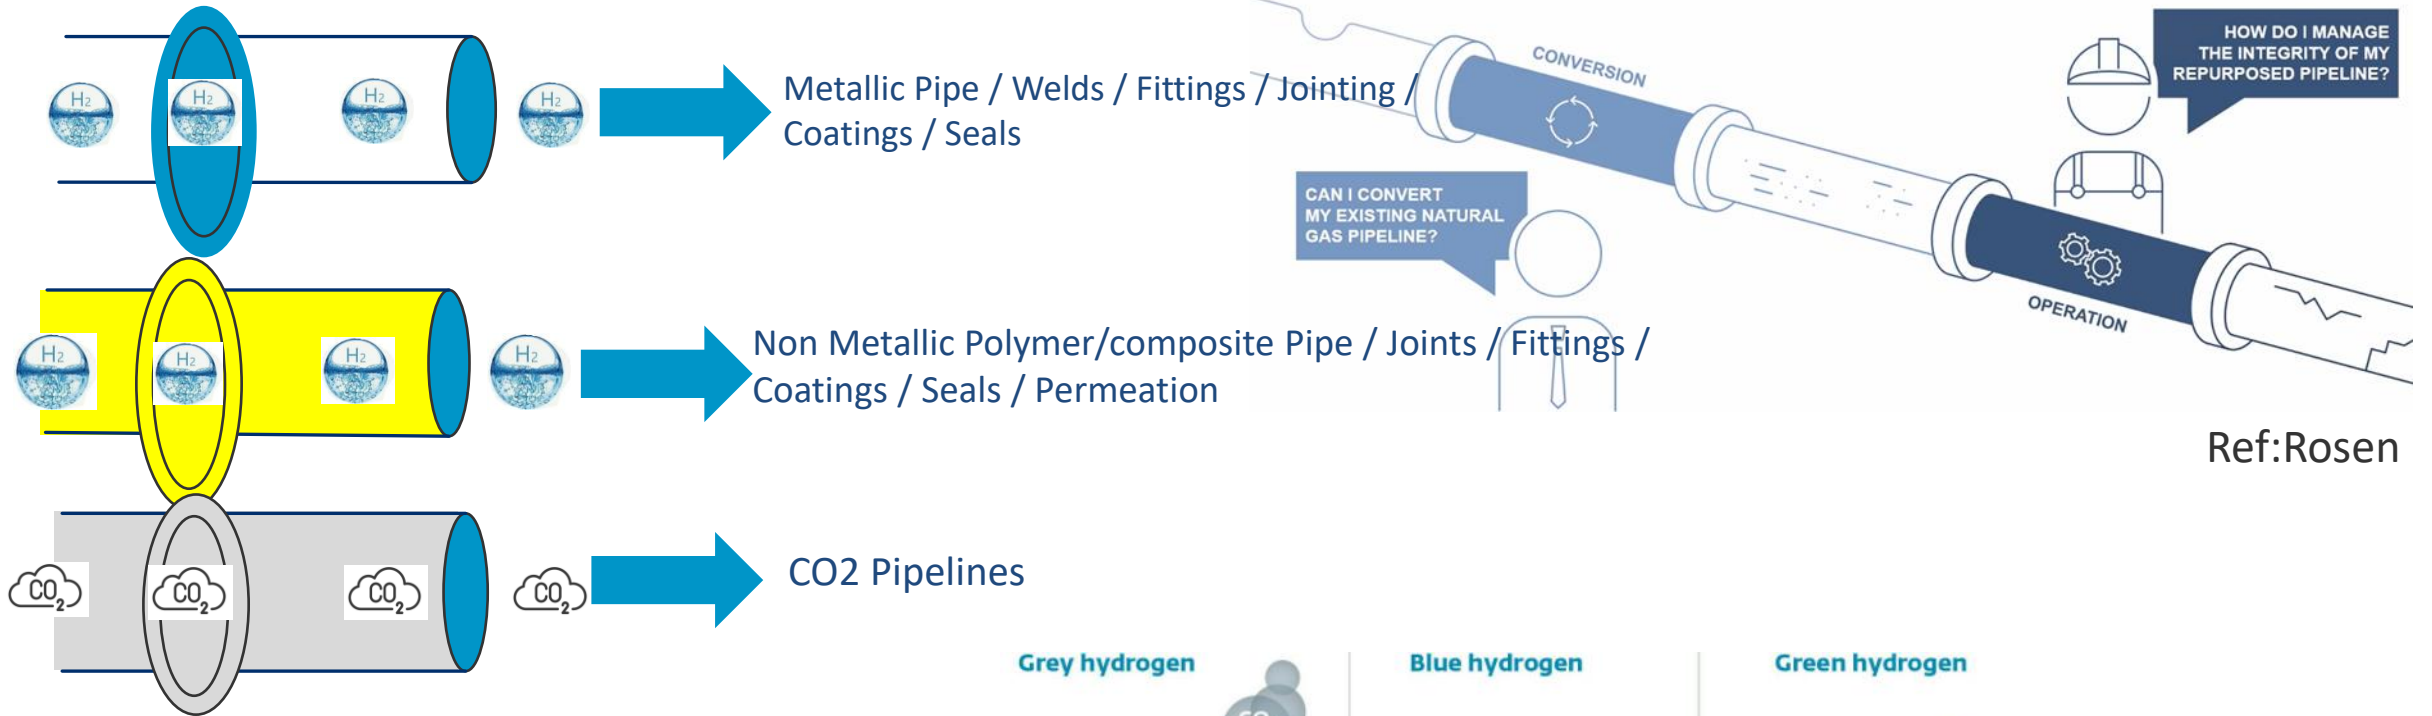 H2
H2
H2
H2
Metallic Pipe / Welds / Fittings / Jointing /
Coatings / Seals
CONVERSION
HOW DO I MANAGE
THE INTEGRITY OF MY
REPURPOSED PIPELINE?
CAN I CONVERT
MY EXISTING NATURAL
GAS PIPELINE?
OPERATION
H2
H2
H2
H2
Non Metallic Polymer/composite Pipe / Joints / Fittings /
Coatings / Seals / Permeation
Ref:Rosen
CO2
CO2
CO2
CO2
CO2 Pipelines
Grey hydrogen
Blue hydrogen
Green hydrogen